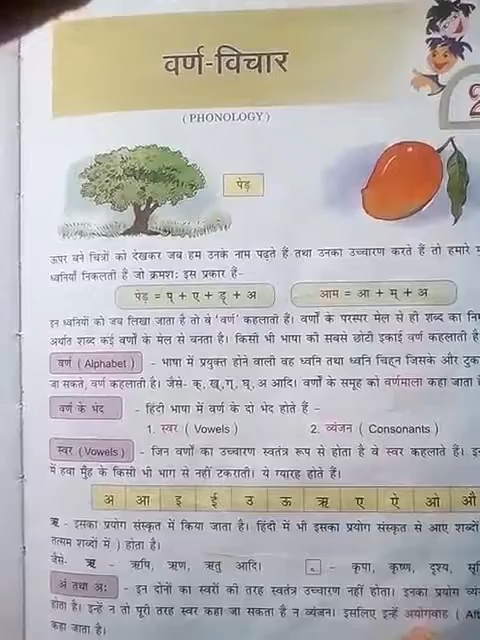 वर्ण-विचार
2
( PHONOLOGY )
पेड़
ऊपर बने चित्रों को देखकर जब हम उनके नाम पढ़ते हैं तथा उनका उच्चारण करते हैं तो हमारे
ध्वनियाँ निकलती हैं जो क्रमशः इस प्रकार हैं-
पेड़ = प् + ए + ड़् + अ
आम = आ + म् + अ
इन ध्वनियों को जब लिखा जाता है तो वे 'वर्ण' कहलाती हैं। वर्णों के परस्पर मेल से ही शब्द का
अर्थात शब्द कई वर्णों के मेल से बनता है। किसी भी भाषा की सबसे छोटी इकाई वर्ण कहलाती
वर्ण ( Alphabet ) - भाषा में प्रयुक्त होने वाली वह ध्वनि तथा ध्वनि चिह्न जिसके और
जा सकते, वर्ण कहलाती हैं। जैसे- क्, ख्, ग्, घ्, अ आदि। वर्णों के समूह को वर्णमाला कहा जाता
वर्ण के भेद - हिंदी भाषा में वर्ण के दो भेद होते हैं -
1. स्वर ( Vowels ) 2. व्यंजन ( Consonants )
स्वर ( Vowels ) - जिन वर्णों का उच्चारण स्वतंत्र रूप से होता है वे स्वर कहलाते हैं।
में हवा मुँह के किसी भी भाग से नहीं टकराती। ये ग्यारह होते हैं।
अ आ इ ई उ ऊ ऋ ए ऐ ओ औ
ऋ - इसका प्रयोग संस्कृत में किया जाता है। हिंदी में भी इसका प्रयोग संस्कृत से आए शब्दों
तत्सम शब्दों में ) होता है।
जैसे- ऋ - ऋषि, ऋण, ऋतु आदि। - कृपा, कृष्ण, दृश्य,
अं तथा अः - इन दोनों का स्वरों की तरह स्वतंत्र उच्चारण नहीं होता। इनका प्रयोग
होता है। इन्हें न तो पूरी तरह स्वर कहा जा सकता है न व्यंजन। इसलिए इन्हें अयोगवाह (
कहा जाता है।